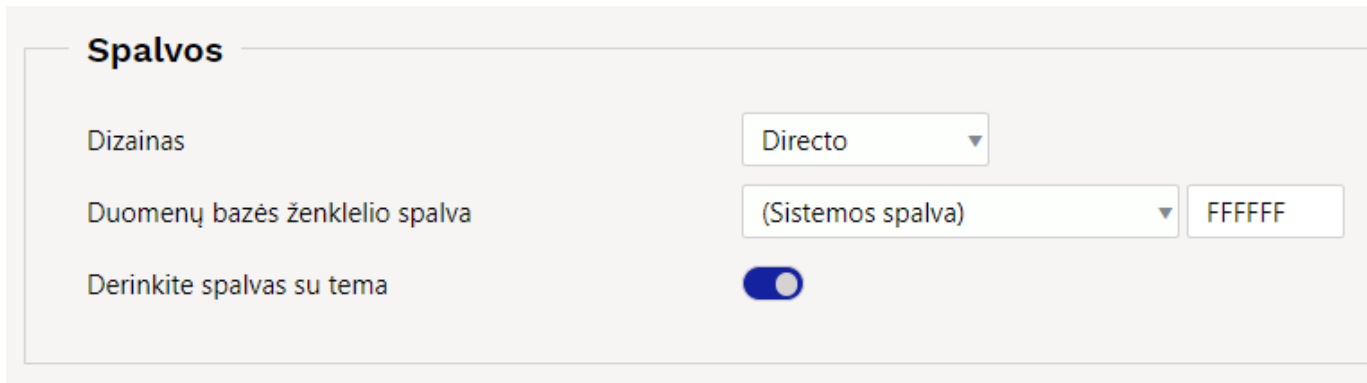 Spalvos
Dizainas Directo
Duomenų bazės ženklelio spalva (Sistemos spalva) FFFFFF
Derinkite spalvas su tema